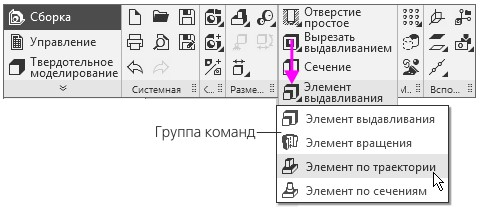 Сборка
Управление
Твердотельное
моделирование
Системная
С...
Разме...
Отверстие
простое
Вырезать
выдавливанием
Сечение
Элемент
выдавливания
М...
Вспо...
Группа команд
Элемент выдавливания
Элемент вращения
Элемент по траектории
Элемент по сечениям